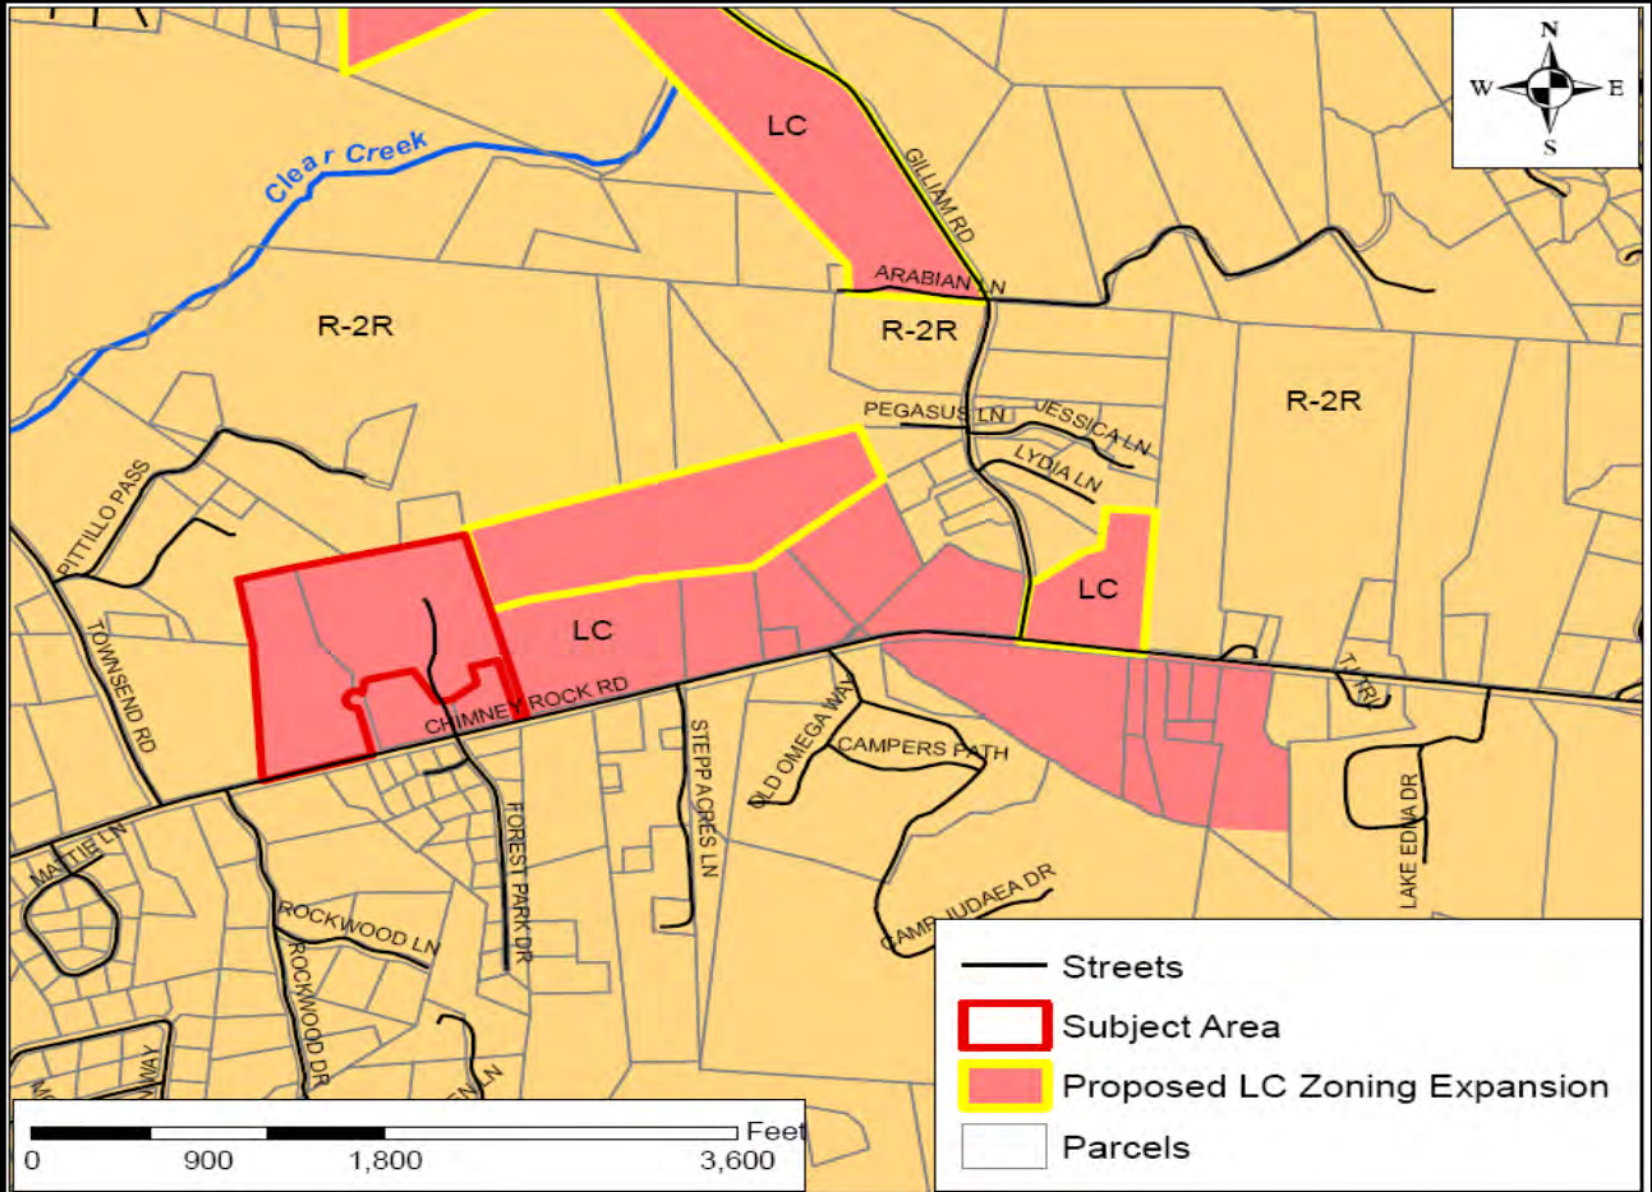 N
W E
S
LC
Clear Creek
GILLIAM RD
ARABIAN LN
R-2R
R-2R
R-2R
PEGASUS LN
JESSICA LN
LYDIA LN
PITTILLO PASS
LC
LC
TOWNSEND RD
CHIMNEY ROCK RD
OLD OMEGA WAY
CAMPERS PATH
STEPP ACRES LN
LAKE EDNA DR
FOREST PARK DR
MATTIE LN
CAMP JUDAEA DR
ROCKWOOD LN
ROCKWOOD DR
Streets
Subject Area
Proposed LC Zoning Expansion
Parcels
Feet
0 900 1,800 3,600